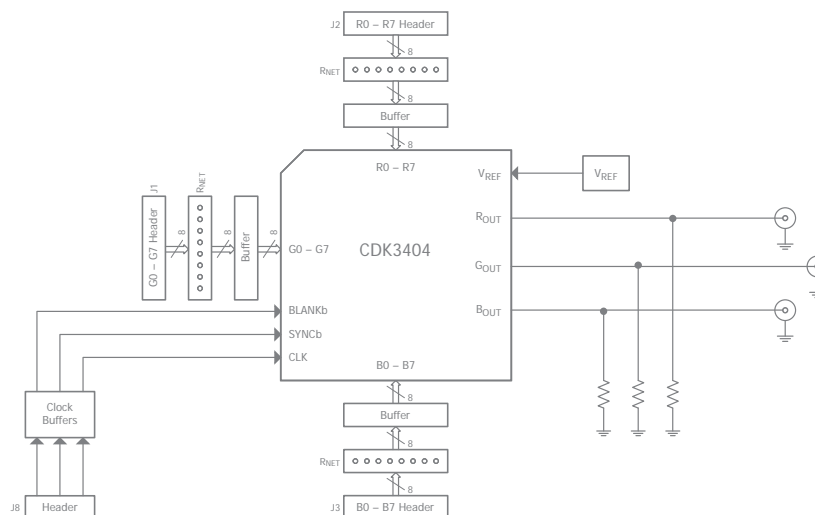 J2 R0 – R7 Header
8
RNET
8
Buffer
8
R0 – R7
VREF
VREF
J1
G0 – G7 Header
8
RNET
8
Buffer
8
G0 – G7
CDK3404
ROUT
GOUT
BOUT
BLANKb
SYNCb
CLK
B0 – B7
8
Buffer
8
RNET
8
J3 B0 – B7 Header
Clock
Buffers
J8 Header